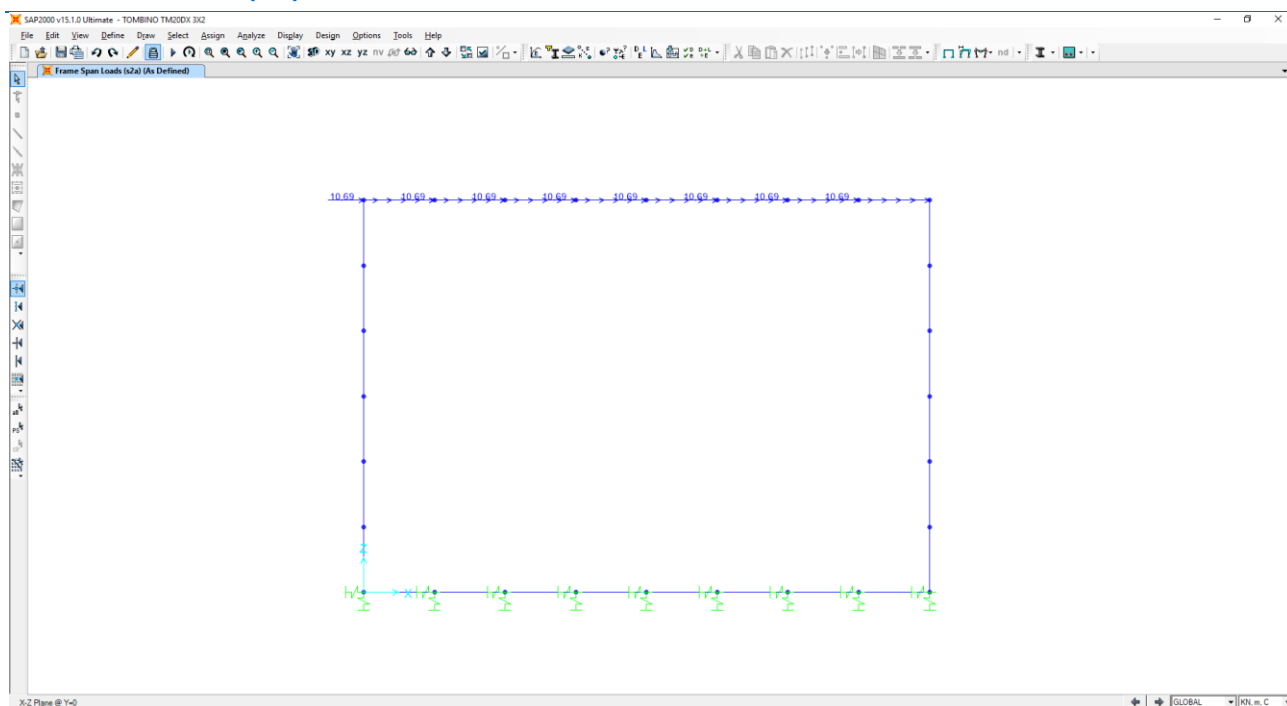 SAP2000 v15.1.0 Ultimate - TOMBINO TM20DX 3X2
File Edit View Define Draw Select Assign Analyze Display Design Options Tools Help
xy xz yz nv nd
Frame Span Loads (s2a) (As Defined)
10.69 10.69 10.69 10.69 10.69 10.69 10.69 10.69
Z
X
X-Z Plane @ Y=0 GLOBAL KN, m, C